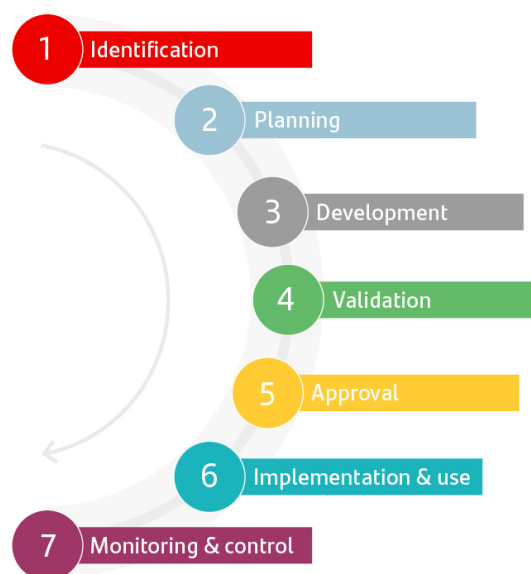 1 Identification
2 Planning
3 Development
4 Validation
5 Approval
6 Implementation & use
7 Monitoring & control